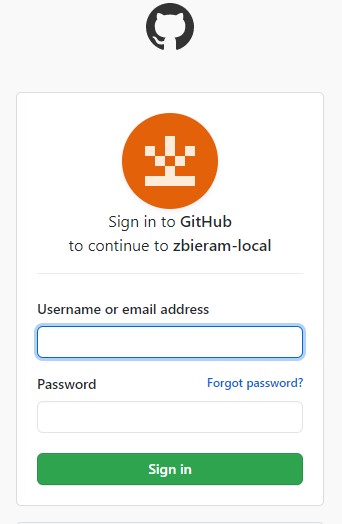 Sign in to GitHub
to continue to zbieram-local
Username or email address
Password Forgot password?
Sign in